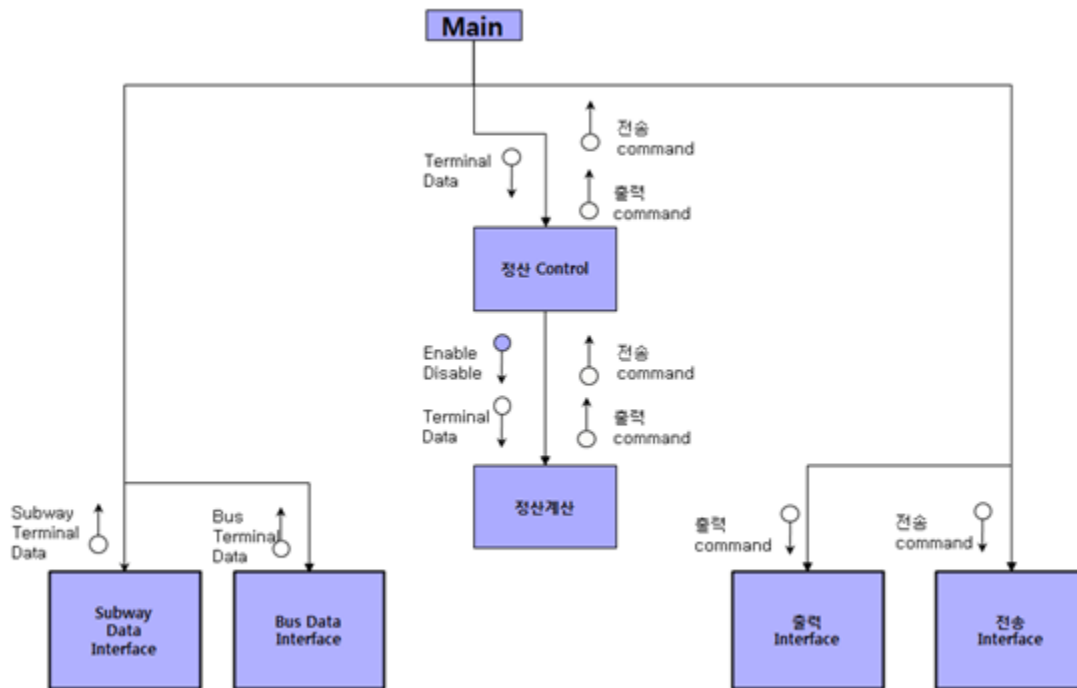 Main
전송
command
Terminal
Data
출력
command
정산 Control
Enable
Disable
전송
command
Terminal
Data
출력
command
정산계산
Subway
Terminal
Data
Bus
Terminal
Data
출력
command
전송
command
Subway
Data
Interface
Bus Data
Interface
출력
Interface
전송
Interface